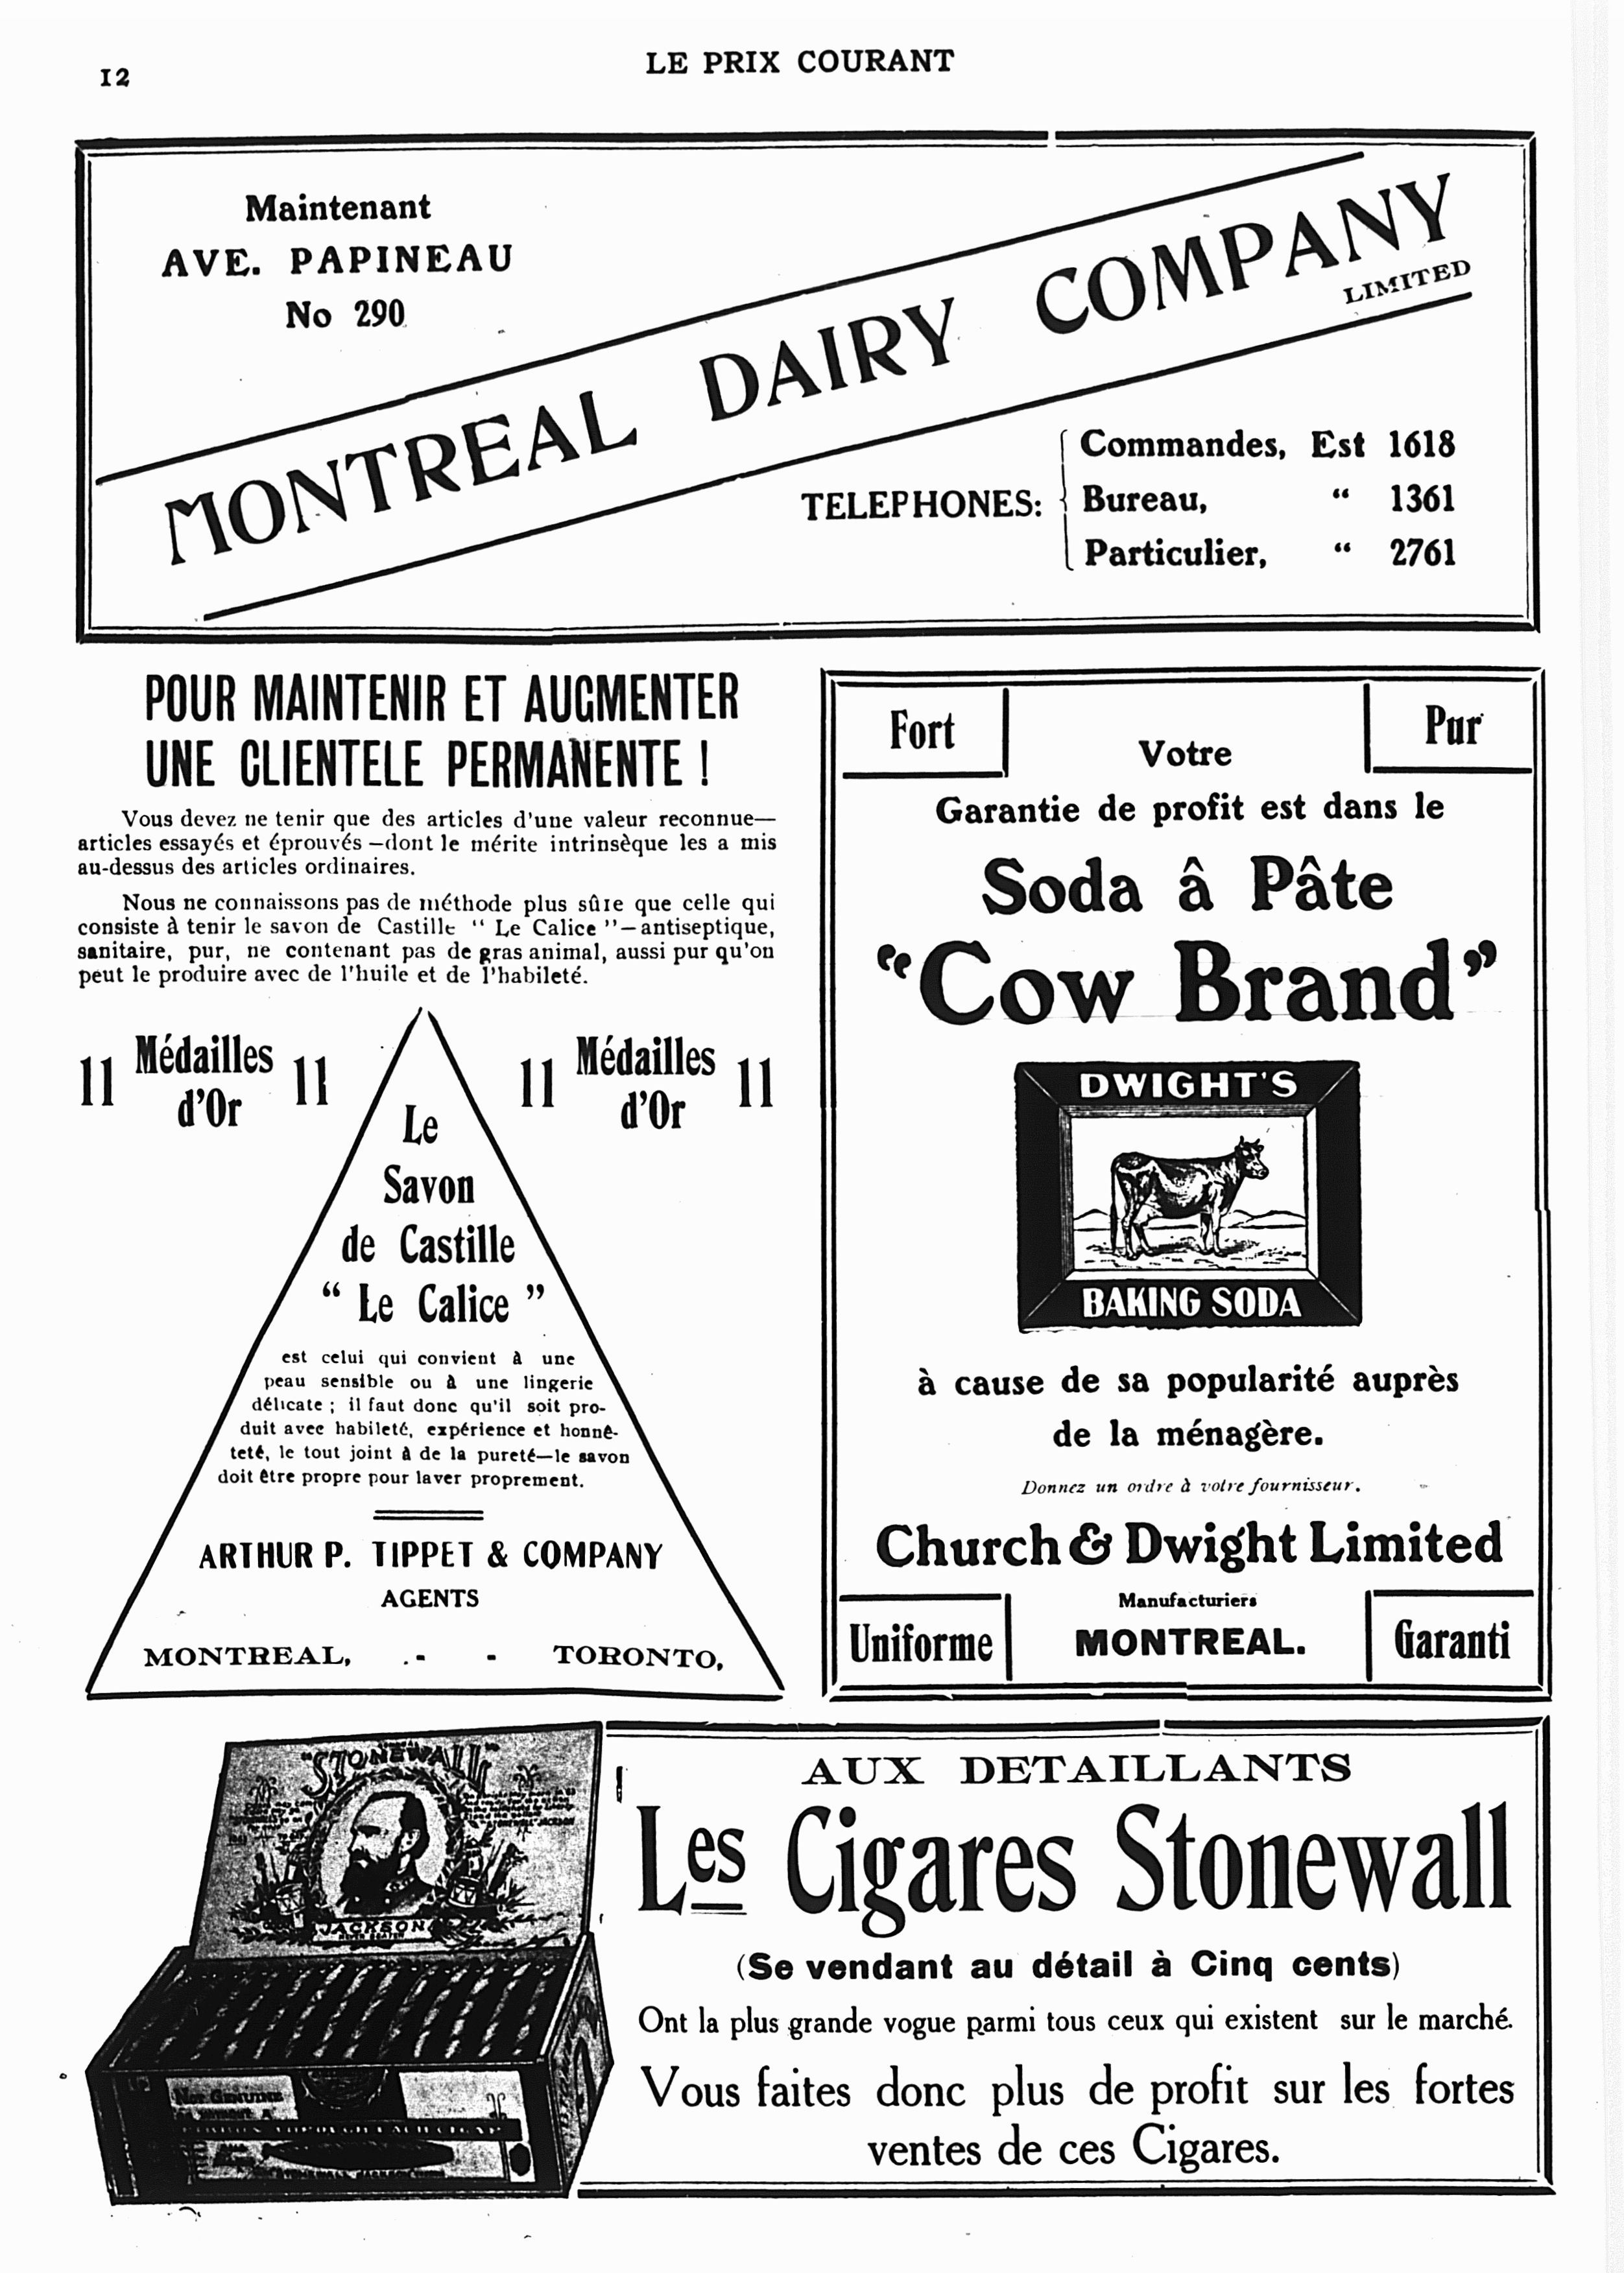 12
LE PRIX COURANT
Maintenant
AVE. PAPINEAU
No 290
MONTREAL DAIRY COMPANY
LIMITED
TELEPHONES:
Commandes, Est 1618
Bureau, “ 1361
Particulier, “ 2761
POUR MAINTENIR ET AUGMENTER
UNE CLIENTELE PERMANENTE !
Vous devez ne tenir que des articles d'une valeur reconnue—
articles essayés et éprouvés —dont le mérite intrinsèque les a mis
au-dessus des articles ordinaires.
Nous ne connaissons pas de méthode plus sûre que celle qui
consiste à tenir le savon de Castille “ Le Calice ”—antiseptique,
sanitaire, pur, ne contenant pas de gras animal, aussi pur qu'on
peut le produire avec de l'huile et de l'habileté.
11 Médailles d'Or 11
11 Médailles d'Or 11
Le
Savon
de Castille
“ Le Calice ”
est celui qui convient à une
peau sensible ou à une lingerie
délicate ; il faut donc qu'il soit pro-
duit avec habileté, expérience et honnê-
teté, le tout joint à de la pureté—le savon
doit être propre pour laver proprement.
ARTHUR P. TIPPET & COMPANY
AGENTS
MONTREAL, - - TORONTO,
Fort
Pur
Votre
Garantie de profit est dans le
Soda â Pâte
“Cow Brand”
DWIGHT'S
BAKING SODA
à cause de sa popularité auprès
de la ménagère.
Donnez un ordre à votre fournisseur.
Church & Dwight Limited
Manufacturiers
MONTREAL.
Uniforme
Garanti
"STONEWALL"
JACKSON
AUX DETAILLANTS
Les Cigares Stonewall
(Se vendant au détail à Cinq cents)
Ont la plus grande vogue parmi tous ceux qui existent sur le marché.
Vous faites donc plus de profit sur les fortes
ventes de ces Cigares.